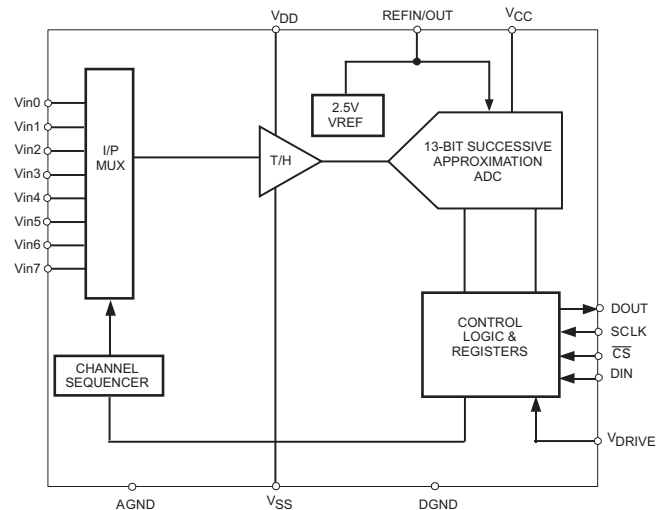 VDD
REFIN/OUT
VCC
Vin0
Vin1
Vin2
Vin3
Vin4
Vin5
Vin6
Vin7
I/P
MUX
T/H
2.5V
VREF
13-BIT SUCCESSIVE
APPROXIMATION
ADC
CHANNEL
SEQUENCER
CONTROL
LOGIC &
REGISTERS
DOUT
SCLK
C̅S̅
DIN
VDRIVE
AGND
VSS
DGND